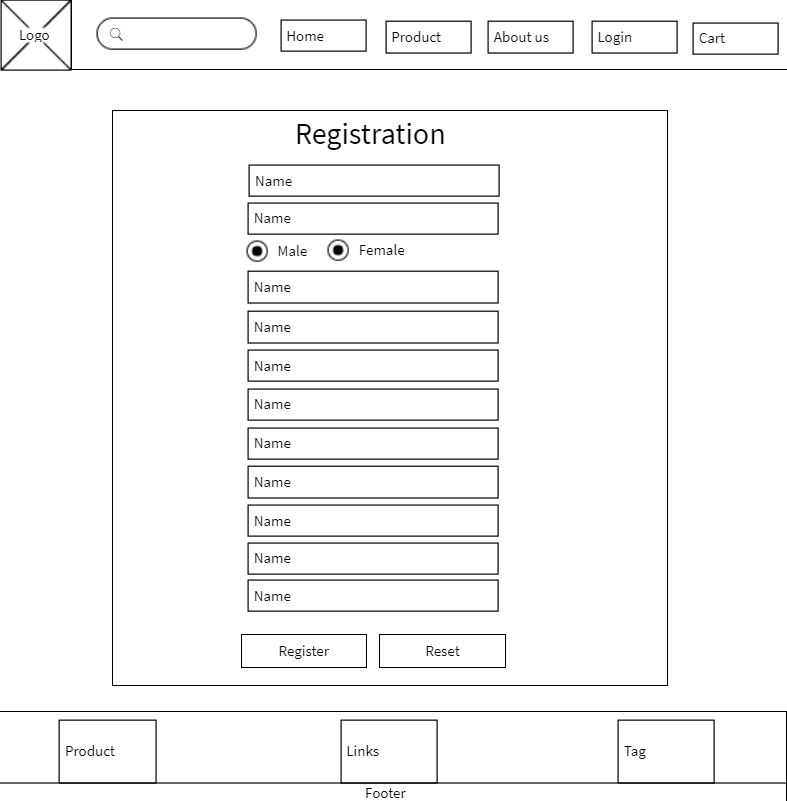 Logo
Home
Product
About us
Login
Cart
Registration
Name
Name
Male Female
Name
Name
Name
Name
Name
Name
Name
Name
Name
Register Reset
Product
Links
Tag
Footer